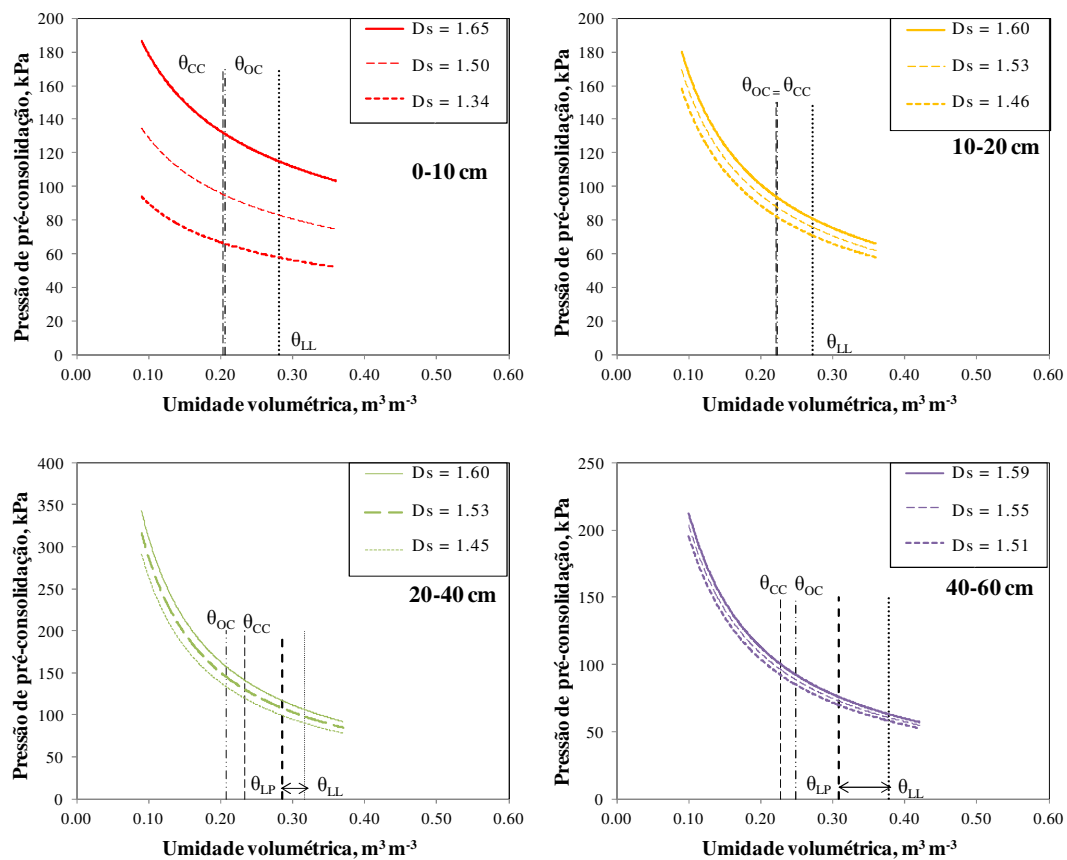 Pressão de pré-consolidação, kPa
200
180
160
140
120
100
80
60
40
20
0
Ds = 1.65
Ds = 1.50
Ds = 1.34
θCC
θOC
0-10 cm
θLL
0.00 0.10 0.20 0.30 0.40 0.50 0.60
Umidade volumétrica, m³ m⁻³
Pressão de pré-consolidação, kPa
200
180
160
140
120
100
80
60
40
20
0
Ds = 1.60
Ds = 1.53
Ds = 1.46
θOC = θCC
10-20 cm
θLL
0.00 0.10 0.20 0.30 0.40 0.50 0.60
Umidade volumétrica, m³ m⁻³
Pressão de pré-consolidação, kPa
400
350
300
250
200
150
100
50
0
Ds = 1.60
Ds = 1.53
Ds = 1.45
20-40 cm
θOC
θCC
θLP
θLL
0.00 0.10 0.20 0.30 0.40 0.50 0.60
Umidade volumétrica, m³ m⁻³
Pressão de pré-consolidação, kPa
250
200
150
100
50
0
Ds = 1.59
Ds = 1.55
Ds = 1.51
40-60 cm
θCC
θOC
θLP
θLL
0.00 0.10 0.20 0.30 0.40 0.50 0.60
Umidade volumétrica, m³ m⁻³